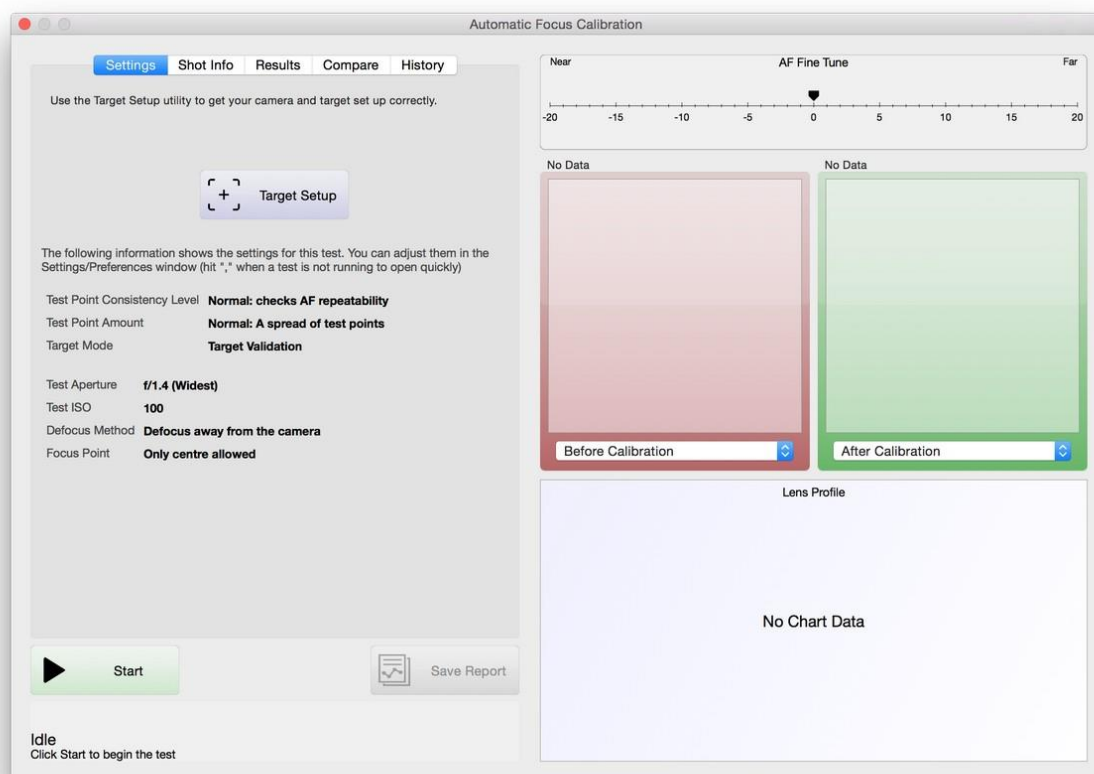 Automatic Focus Calibration
Settings Shot Info Results Compare History
Use the Target Setup utility to get your camera and target set up correctly.
Target Setup
The following information shows the settings for this test. You can adjust them in the
Settings/Preferences window (hit "," when a test is not running to open quickly)
Test Point Consistency Level Normal: checks AF repeatability
Test Point Amount Normal: A spread of test points
Target Mode Target Validation
Test Aperture f/1.4 (Widest)
Test ISO 100
Defocus Method Defocus away from the camera
Focus Point Only centre allowed
Start
Save Report
Idle
Click Start to begin the test
Near AF Fine Tune Far
-20 -15 -10 -5 0 5 10 15 20
No Data
Before Calibration
No Data
After Calibration
Lens Profile
No Chart Data